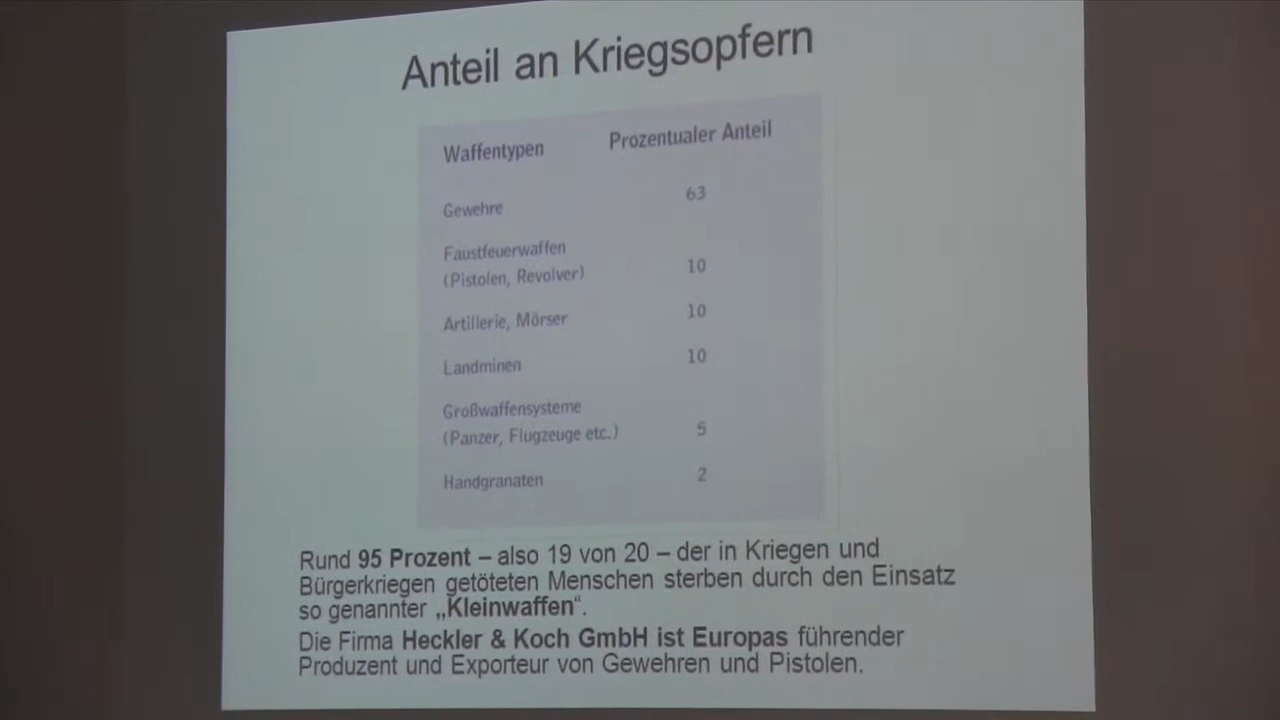 Anteil an Kriegsopfern
Waffentypen Prozentualer Anteil
Gewehre 63
Faustfeuerwaffen
(Pistolen, Revolver) 10
Artillerie, Mörser 10
Landminen 10
Großwaffensysteme
(Panzer, Flugzeuge etc.) 5
Handgranaten 2
Rund 95 Prozent – also 19 von 20 – der in Kriegen und
Bürgerkriegen getöteten Menschen sterben durch den Einsatz
so genannter „Kleinwaffen“.
Die Firma Heckler & Koch GmbH ist Europas führender
Produzent und Exporteur von Gewehren und Pistolen.